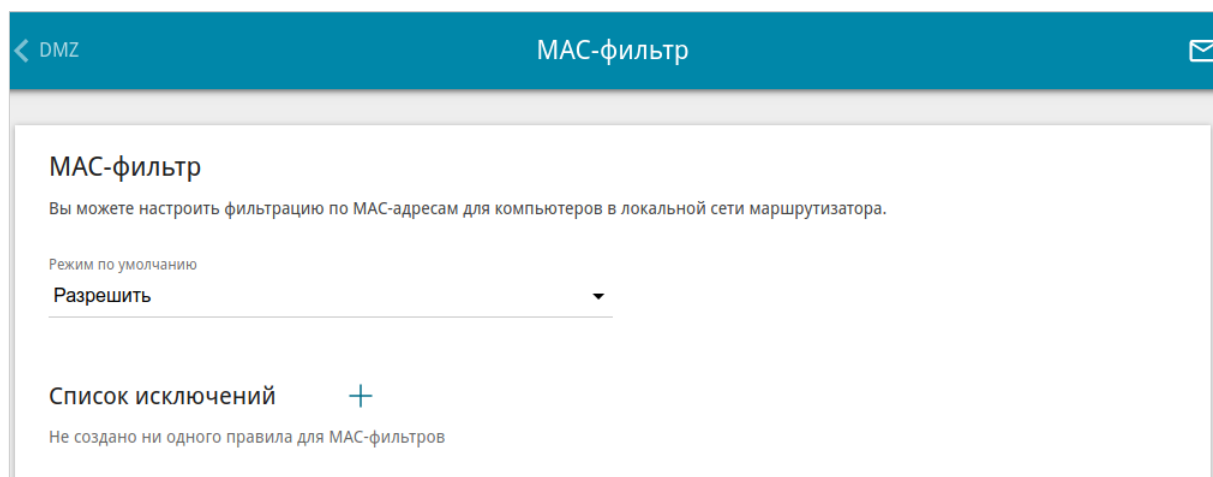 DMZ
MAC-фильтр
MAC-фильтр
Вы можете настроить фильтрацию по MAC-адресам для компьютеров в локальной сети маршрутизатора.
Режим по умолчанию
Разрешить
Список исключений
Не создано ни одного правила для MAC-фильтров